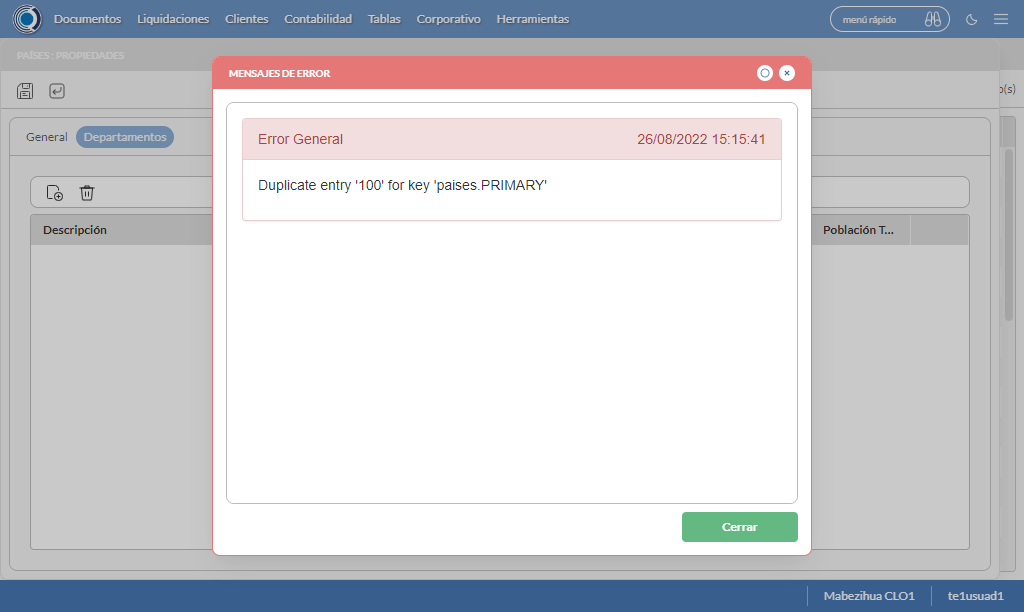 Documentos Liquidaciones Clientes Contabilidad Tablas Corporativo Herramientas menú rápido
PAÍSES : PROPIEDADES
MENSAJES DE ERROR
o(s)
General Departamentos
Error General 26/08/2022 15:15:41
Duplicate entry '100' for key 'paises.PRIMARY'
Descripción Población T...
Cerrar
Mabezihua CLO1 te1usuad1